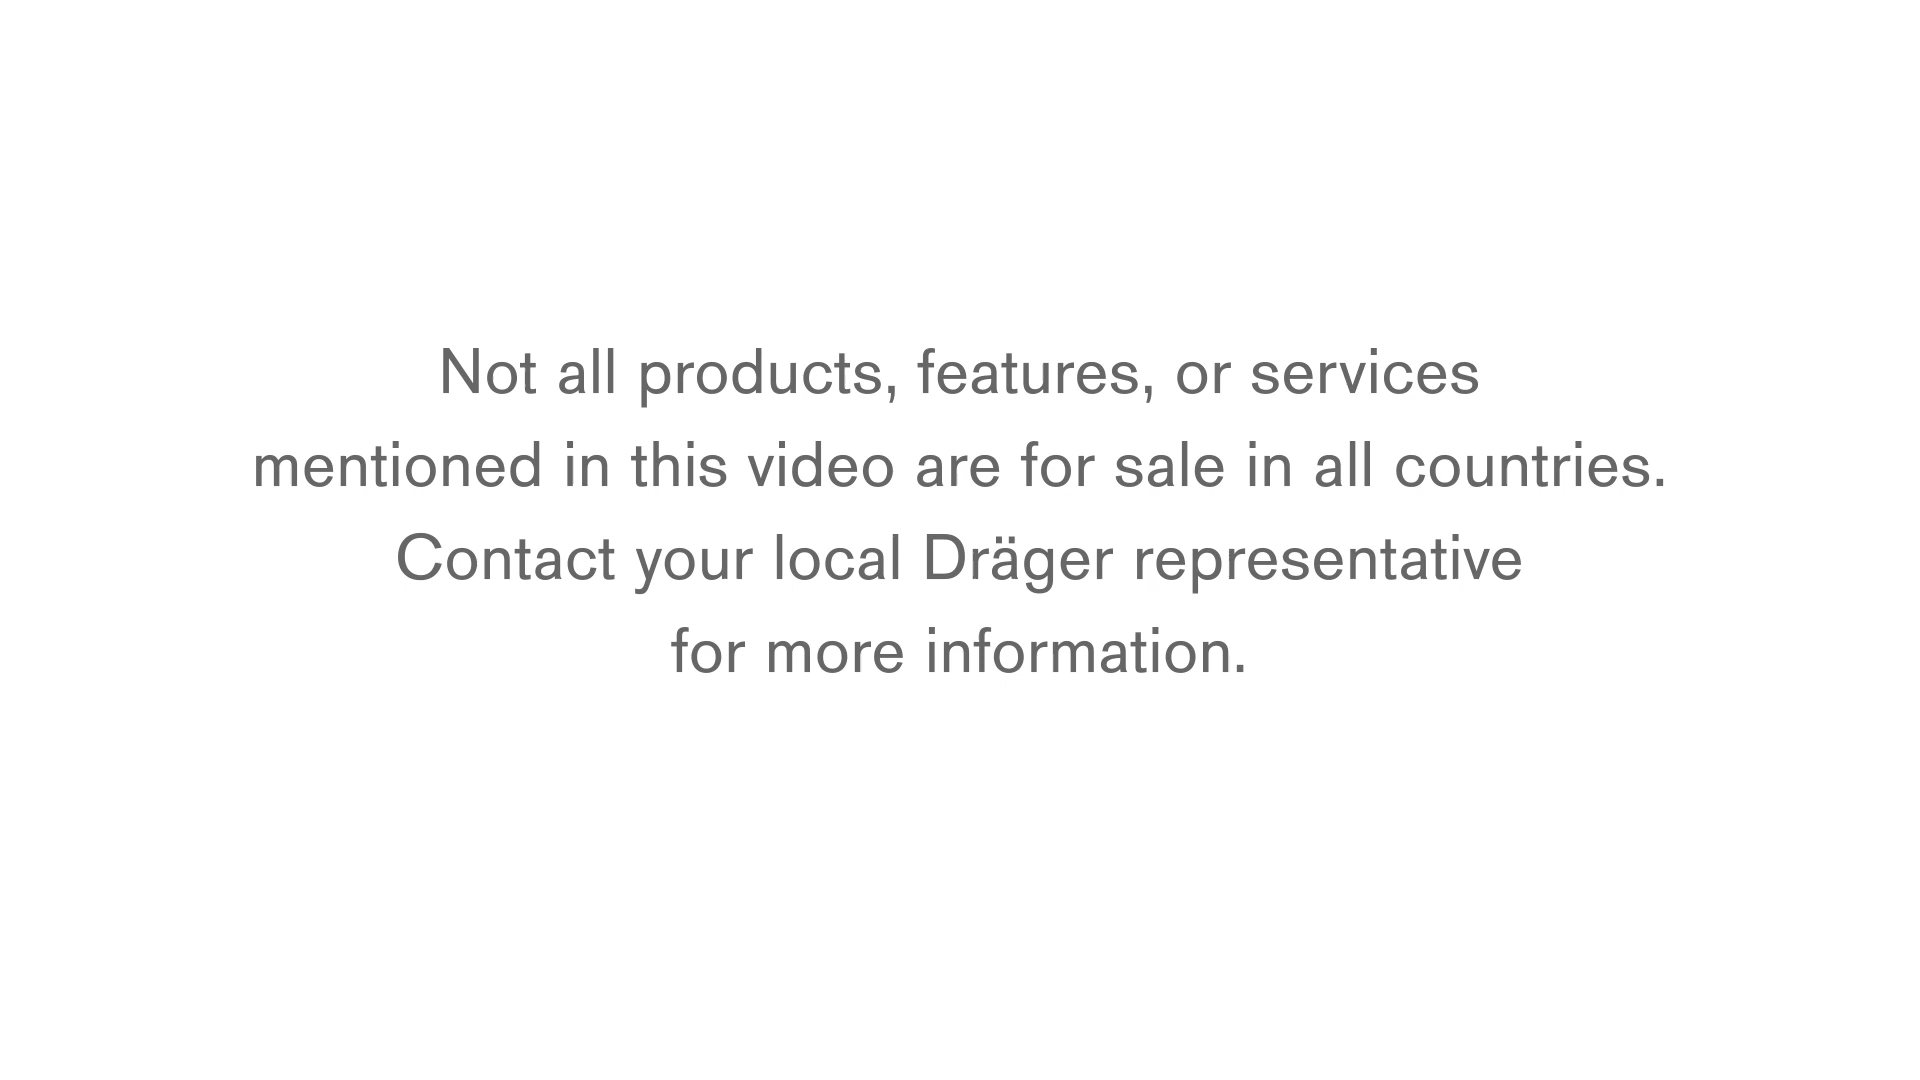 Not all products, features, or services
mentioned in this video are for sale in all countries.
Contact your local Dräger representative
for more information.